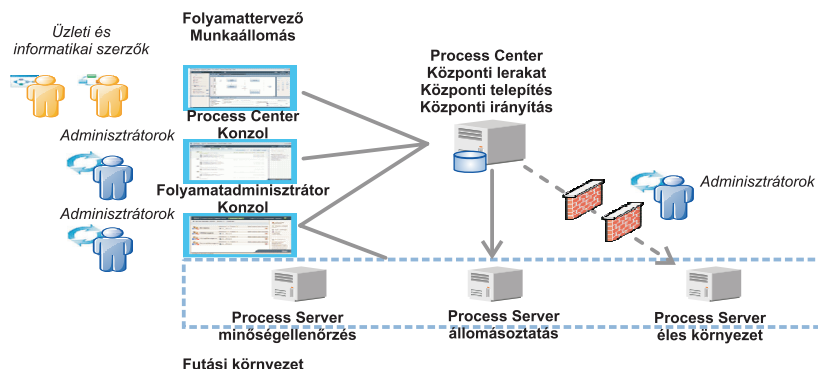 Üzleti és
informatikai szerzők
Folyamattervező
Munkaállomás
Process Center
Központi lerakat
Központi telepítés
Központi irányítás
Process Center
Konzol
Adminisztrátorok
Folyamatadminisztrátor
Konzol
Adminisztrátorok
Adminisztrátorok
Process Server
minőségellenőrzés
Process Server
állomásoztatás
Process Server
éles környezet
Futási környezet